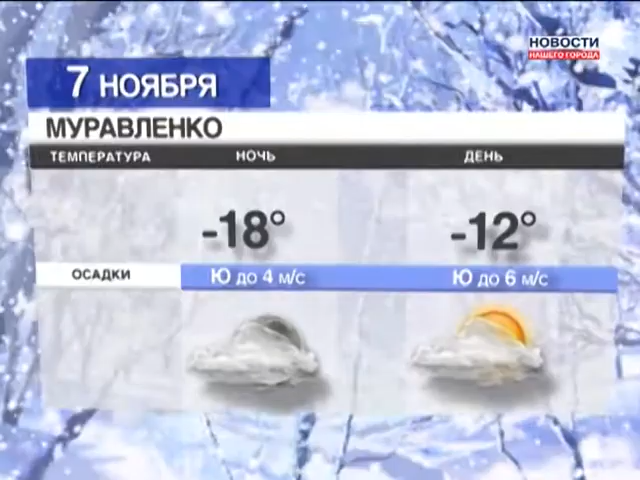 НОВОСТИ
НАШЕГО ГОРОДА
7 НОЯБРЯ
МУРАВЛЕНКО
ТЕМПЕРАТУРА НОЧЬ ДЕНЬ
-18° -12°
ОСАДКИ Ю ДО 4 М/С Ю ДО 6 М/С